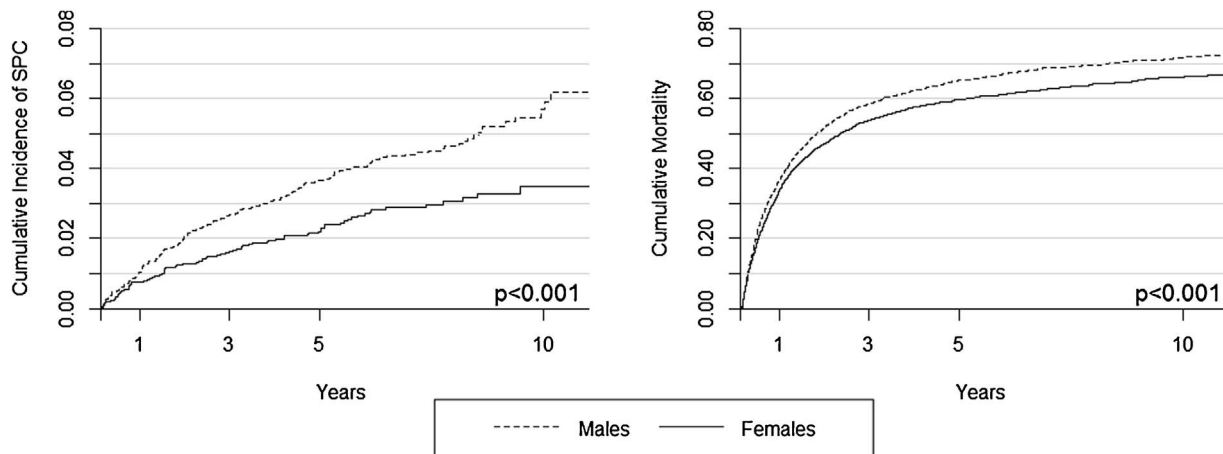 Cumulative Incidence of SPC
0.08
0.06
0.04
0.02
0.00
p<0.001
1 3 5 10
Years
Cumulative Mortality
0.80
0.60
0.40
0.20
0.00
p<0.001
1 3 5 10
Years
Males Females